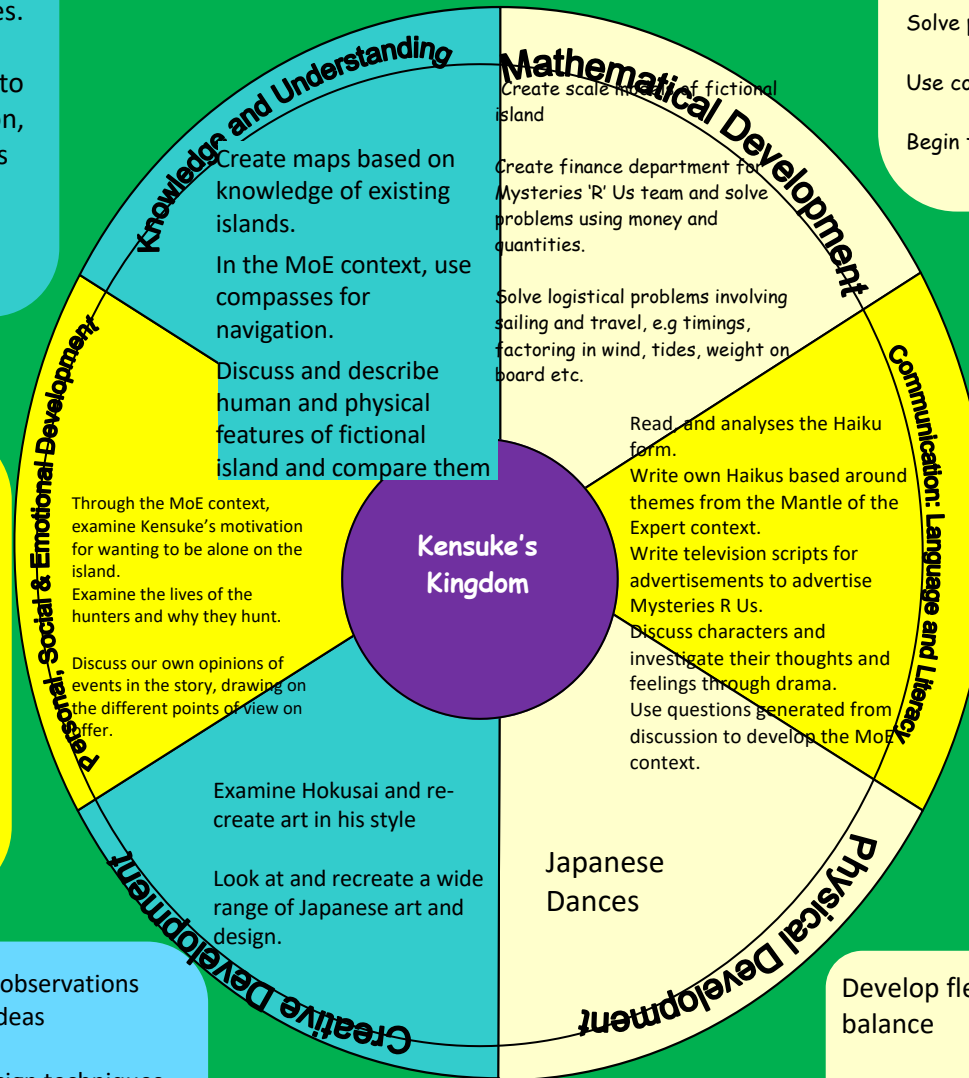 es.
to
on,
s
Solve p
Use co
Begin t
Knowledge and Understanding
Create maps based on
knowledge of existing
islands.
In the MoE context, use
compasses for
navigation.
Discuss and describe
human and physical
features of fictional
island and compare them
Mathematical Development
Create scale models of fictional
island
Create finance department for
Mysteries ‘R’ Us team and solve
problems using money and
quantities.
Solve logistical problems involving
sailing and travel, e.g timings,
factoring in wind, tides, weight on
board etc.
Communication: Language and Literacy
Read, and analyses the Haiku
form.
Write own Haikus based around
themes from the Mantle of the
Expert context.
Write television scripts for
advertisements to advertise
Mysteries R Us.
Discuss characters and
investigate their thoughts and
feelings through drama.
Use questions generated from
discussion to develop the MoE
context.
Personal, Social & Emotional Development
Through the MoE context,
examine Kensuke’s motivation
for wanting to be alone on the
island.
Examine the lives of the
hunters and why they hunt.
Discuss our own opinions of
events in the story, drawing on
the different points of view on
offer.
Kensuke’s
Kingdom
Creative Development
Examine Hokusai and re-
create art in his style
Look at and recreate a wide
range of Japanese art and
design.
Physical Development
Japanese
Dances
observations
deas
sign techniques
Develop fle
balance